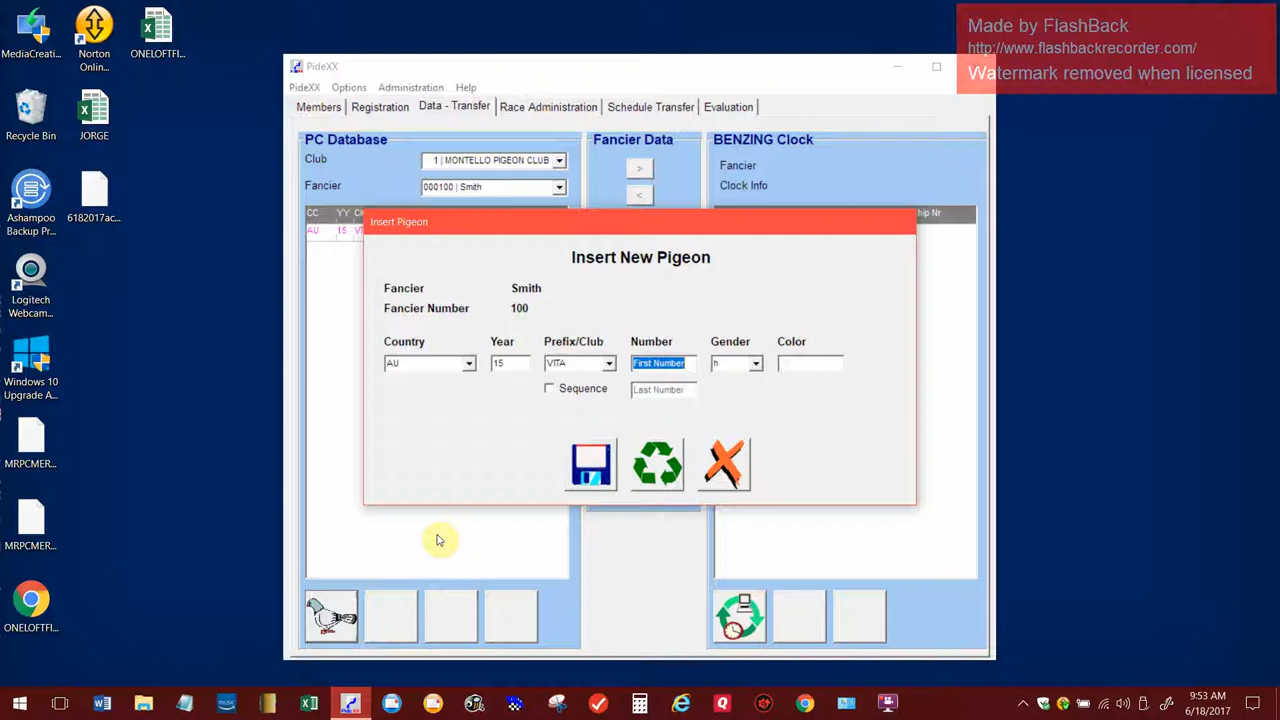 MediaCreati...
Norton
Online...
ONELOFTFI...
Recycle Bin
JORGE
Ashampoo
Backup Pr...
6182017ac...
Logitech
Webcam...
Windows 10
Upgrade A...
MRPCMER...
MRPCMER...
ONELOFTFI...
Made by FlashBack
http://www.flashbackrecorder.com/
Watermark removed when licensed
PideXX
PideXX Options Administration Help
Members Registration Data - Transfer Race Administration Schedule Transfer Evaluation
PC Database
Club 1 | MONTELLO PIGEON CLUB
Fancier 000100 | Smith
Fancier Data
>
<
BENZING Clock
Fancier
Clock Info
CC YY
AU 15
Insert Pigeon
Insert New Pigeon
Fancier Smith
Fancier Number 100
Country Year Prefix/Club Number Gender Color
AU 15 VITA First Number h
Sequence Last Number
9:53 AM
6/18/2017